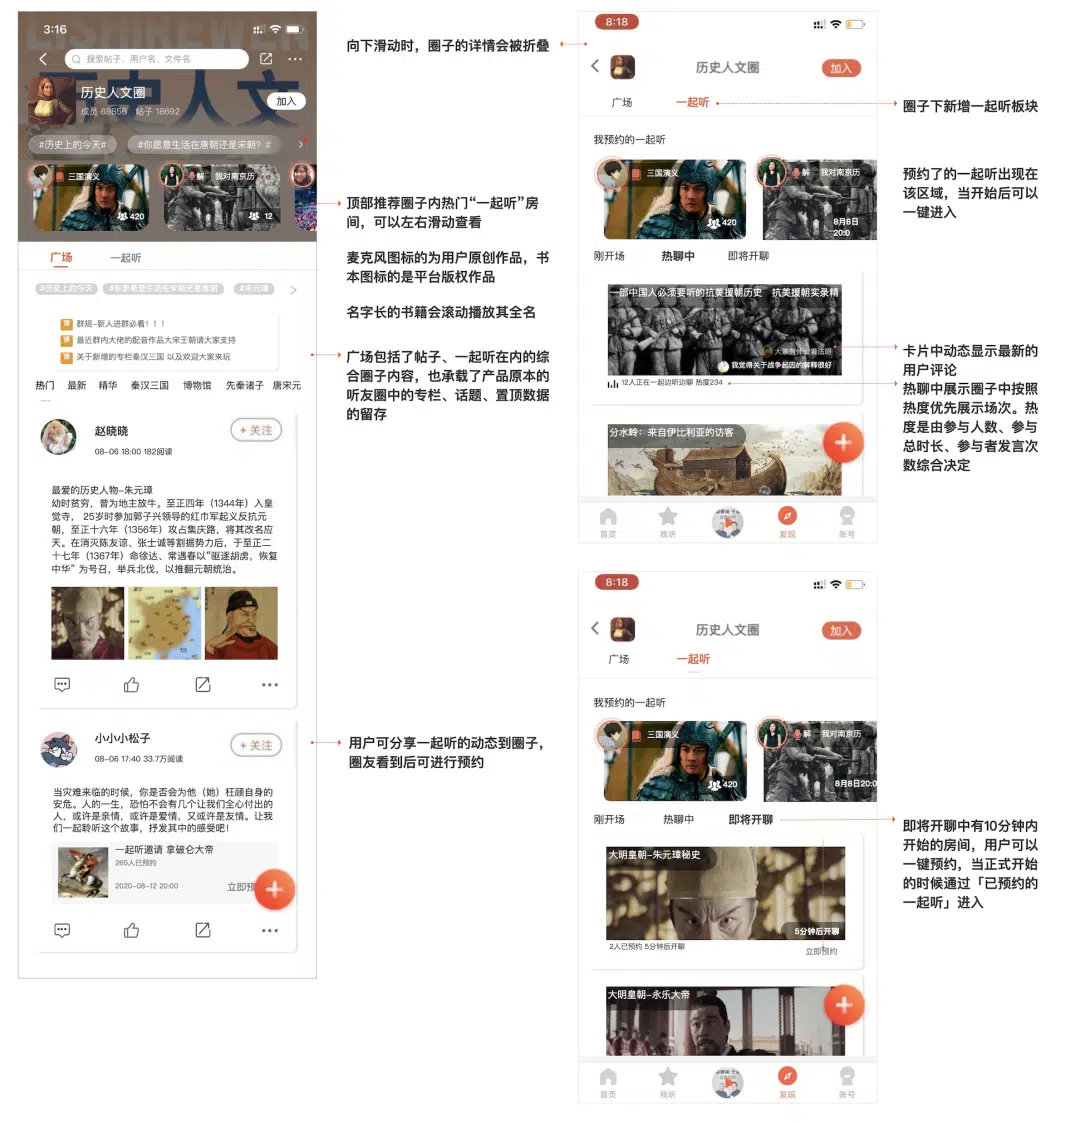 3:16
搜索帖子、用户名、文件名
历史人文
历史人文圈
成员 69856 帖子 18692
加入
#历史上的今天#
#你愿意生活在唐朝还是宋朝？#
三国演义
420
解 我对南京历
12
广场
一起听
#历史上的今天
#你更希望生活在宋朝还是唐朝
#朱元璋
顶 群规-新人进群必看！！！
顶 最近群内大佬的配音作品大宋王朝请大家支持
顶 关于新增的专栏秦汉三国 以及欢迎大家来玩
热门 最新 精华 秦汉三国 博物馆 先秦诸子 唐宋元
赵晓晓
08-06 18:00 182阅读
+ 关注
最爱的历史人物-朱元璋
幼时贫穷，曾为地主放牛。至正四年（1344年）入皇
觉寺， 25岁时参加郭子兴领导的红巾军起义反抗元
朝，至正十六年（1356年）攻占集庆路，将其改名应
天。在消灭陈友谅、张士诚等割据势力后，于至正二
十七年（1367年）命徐达、常遇春以“驱逐胡虏，恢复
中华” 为号召，举兵北伐，以推翻元朝统治。
小小小松子
08-06 17:40 33.7万阅读
+ 关注
当灾难来临的时候，你是否会为他（她）枉顾自身的
安危。人的一生，恐怕不会有几个让我们全心付出的
人，或许是亲情，或许是爱情，又或许是友情。让我
们一起聆听这个故事，抒发其中的感受吧！
一起听邀请 拿破仑大帝
265人已预约
2020-08-12 20:00
立即预
向下滑动时，圈子的详情会被折叠
顶部推荐圈子内热门“一起听”房
间，可以左右滑动查看
麦克风图标的为用户原创作品，书
本图标的是平台版权作品
名字长的书籍会滚动播放其全名
广场包括了帖子、一起听在内的综
合圈子内容，也承载了产品原本的
听友圈中的专栏、话题、置顶数据
的留存
用户可分享一起听的动态到圈子，
圈友看到后可进行预约
8:18
历史人文圈
加入
广场
一起听
我预约的一起听
三国演义
420
解 我对南京历
8月8日
20:0
刚开场
热聊中
即将开聊
一部中国人必须要听的抗美援朝历史 抗美援朝实录精
我觉得关于战争起因的解释很好
12人正在一起边听边聊 热度234
分水岭：来自伊比利亚的访客
首页
我听
发现
账号
圈子下新增一起听板块
预约了的一起听出现在
该区域，当开始后可以
一键进入
卡片中动态显示最新的
用户评论
热聊中展示圈子中按照
热度优先展示场次。热
度是由参与人数、参与
总时长、参与者发言次
数综合决定
8:18
历史人文圈
加入
广场
一起听
我预约的一起听
三国演义
420
解 我对南京历
8月8日20:0
刚开场
热聊中
即将开聊
大明皇朝-朱元璋秘史
5分钟后开聊
2人已预约 5分钟后开聊
立即预约
大明皇朝-永乐大帝
首页
我听
发现
账号
即将开聊中有10分钟内
开始的房间，用户可以
一键预约，当正式开始
的时候通过「已预约的
一起听」进入